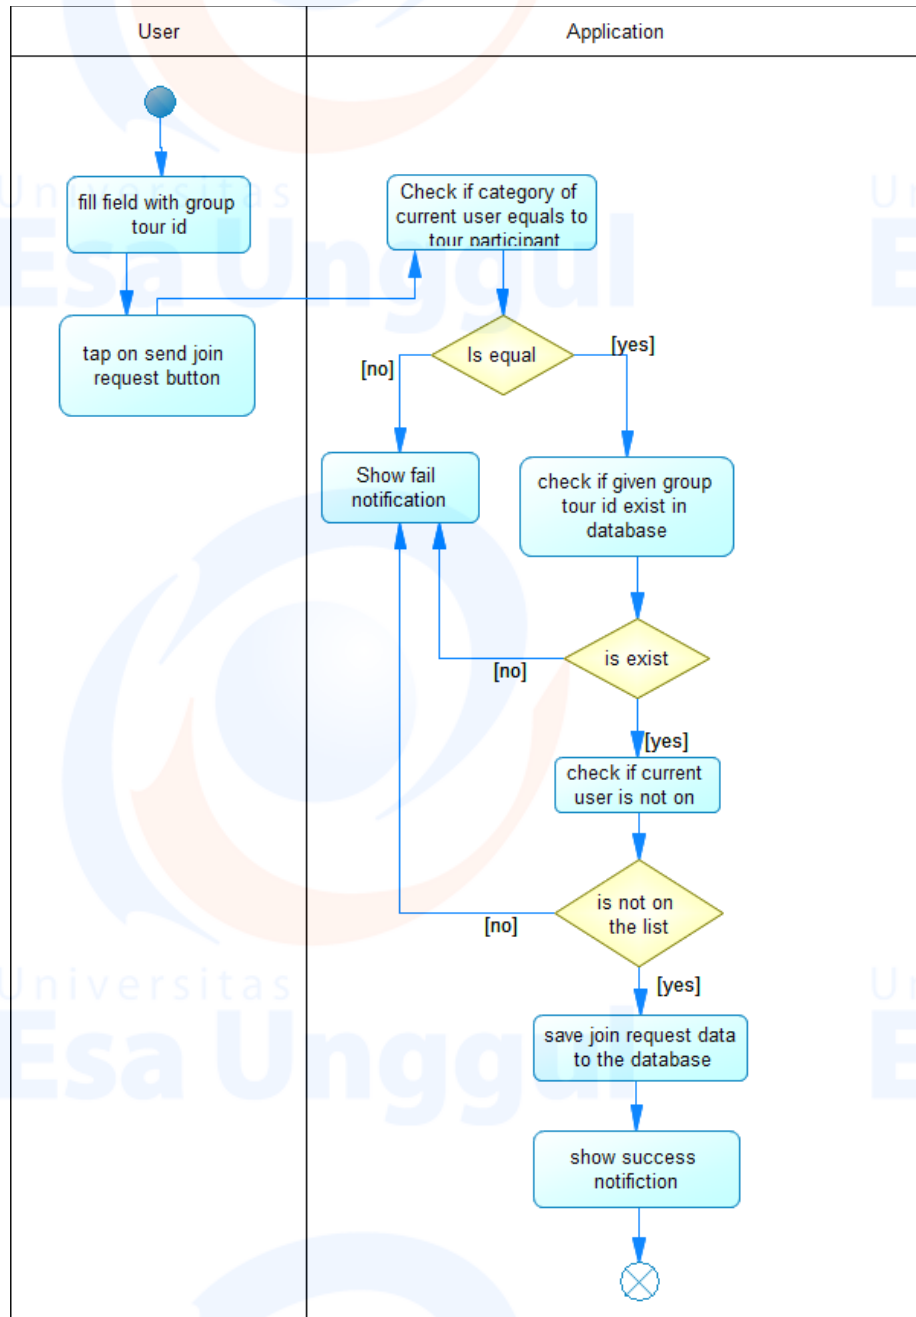 User
Application
fill field with group
tour id
Check if category of
current user equals to
tour participant
tap on send join
request button
Is equal
[yes]
[no]
Show fail
notification
check if given group
tour id exist in
database
is exist
[no]
[yes]
check if current
user is not on
is not on
the list
[no]
[yes]
save join request data
to the database
show success
notifiction
Universitas
Esa Unggul
Un
E
Universitas
Esa Unggul
Un
E